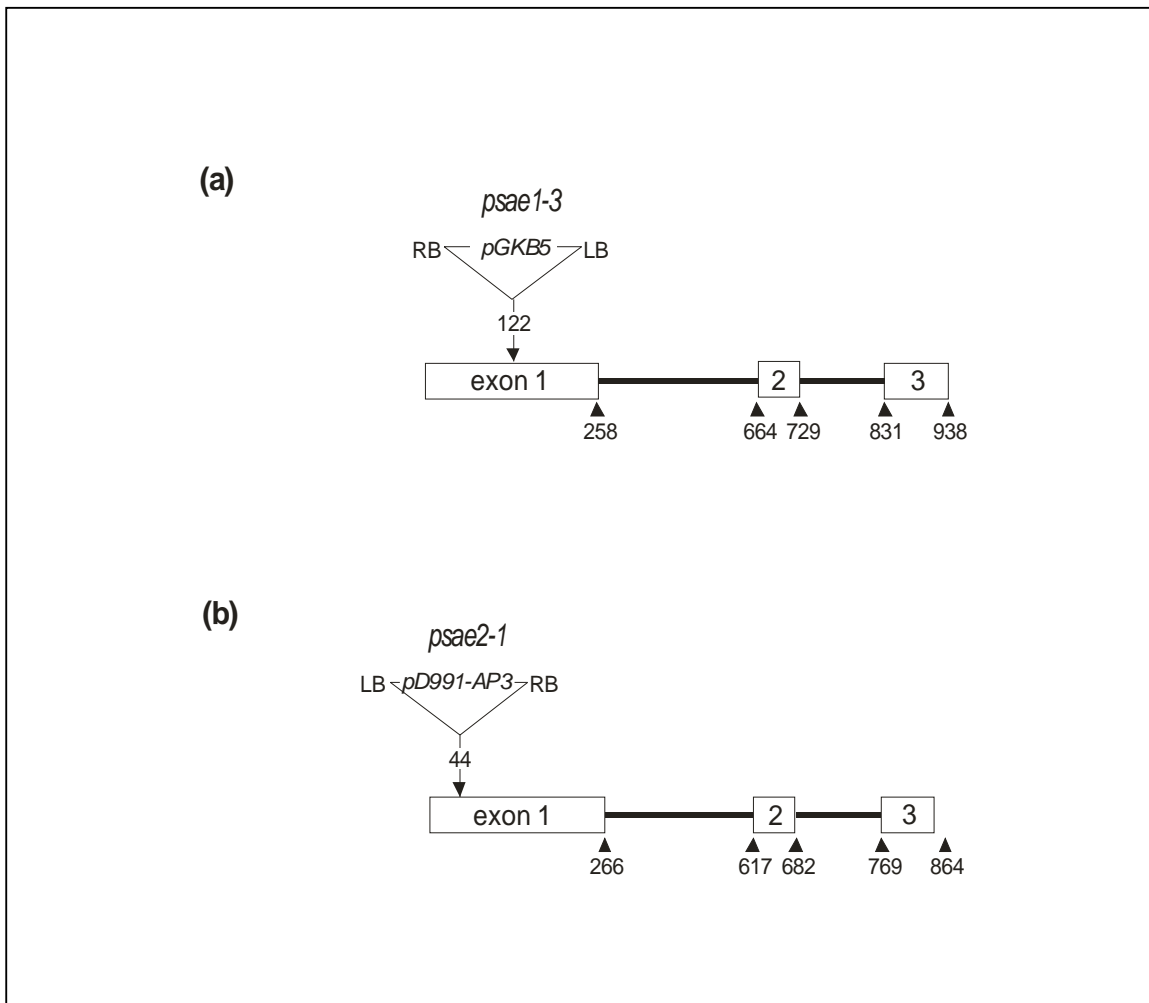 (a)
psae1-3
RB pGKB5 LB
122
exon 1 2 3
258 664 729 831 938
(b)
psae2-1
LB pD991-AP3 RB
44
exon 1 2 3
266 617 682 769 864